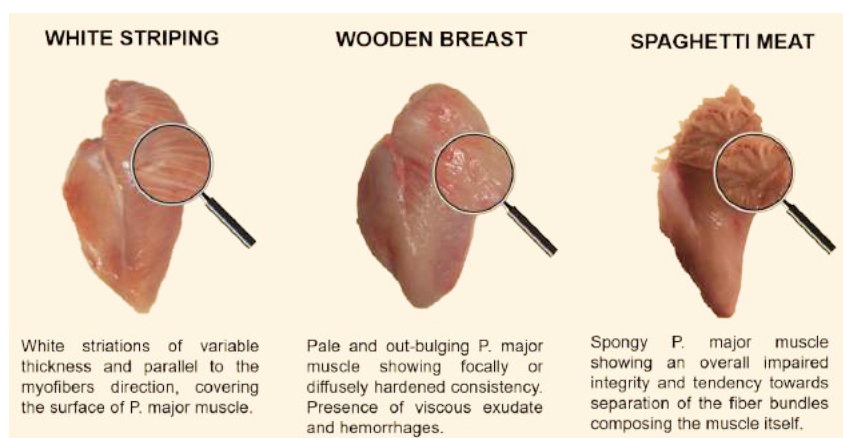 WHITE STRIPING
WOODEN BREAST
SPAGHETTI MEAT
White striations of variable
thickness and parallel to the
myofibers direction, covering
the surface of P. major muscle.
Pale and out-bulging P. major
muscle showing focally or
diffusely hardened consistency.
Presence of viscous exudate
and hemorrhages.
Spongy P. major muscle
showing an overall impaired
integrity and tendency towards
separation of the fiber bundles
composing the muscle itself.